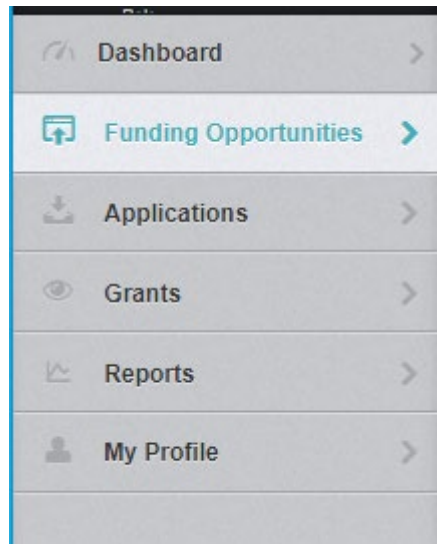 Dashboard
Funding Opportunities
Applications
Grants
Reports
My Profile